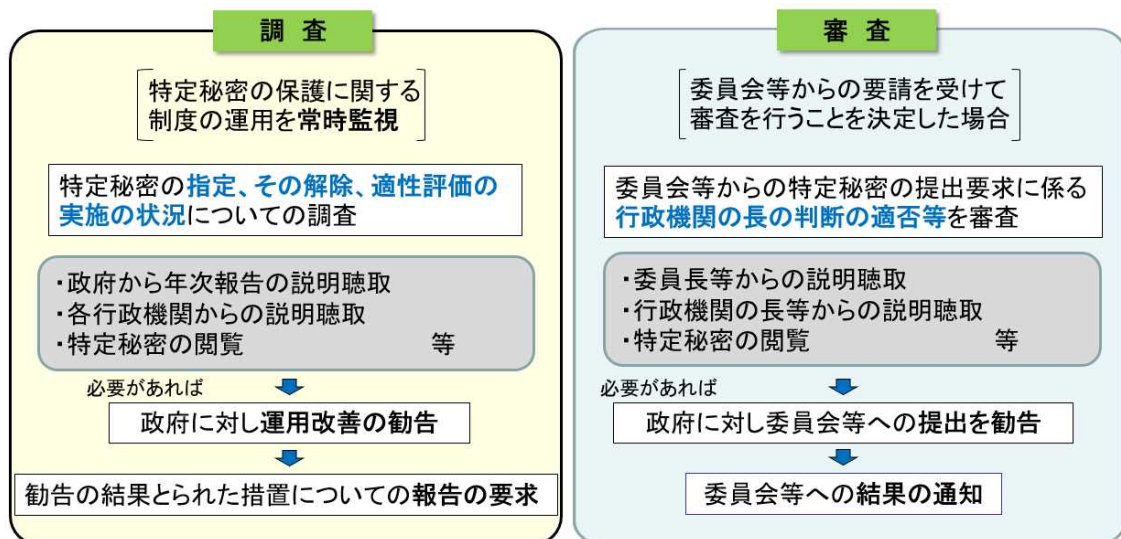 調 査
特定秘密の保護に関する
制度の運用を常時監視
特定秘密の指定、その解除、適性評価の
実施の状況についての調査
・政府から年次報告の説明聴取
・各行政機関からの説明聴取
・特定秘密の閲覧 等
必要があれば
政府に対し運用改善の勧告
勧告の結果とられた措置についての報告の要求
審 査
委員会等からの要請を受けて
審査を行うことを決定した場合
委員会等からの特定秘密の提出要求に係る
行政機関の長の判断の適否等を審査
・委員長等からの説明聴取
・行政機関の長等からの説明聴取
・特定秘密の閲覧 等
必要があれば
政府に対し委員会等への提出を勧告
委員会等への結果の通知